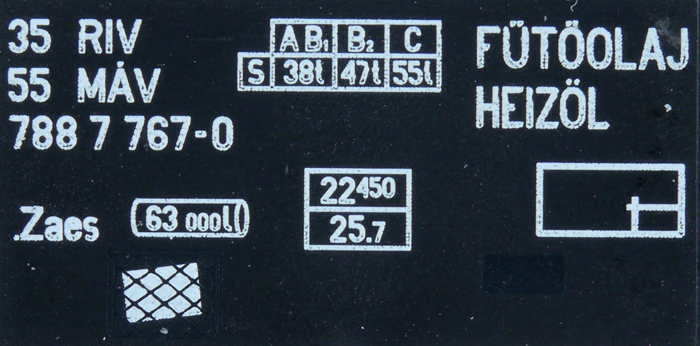 35 RIV
55 MÁV
788 7 767-0
AB₁ B₂ C
S 38t 47t 55t
FŰTŐOLAJ
HEIZÖL
.Zaes
63 000 l
22450
25.7